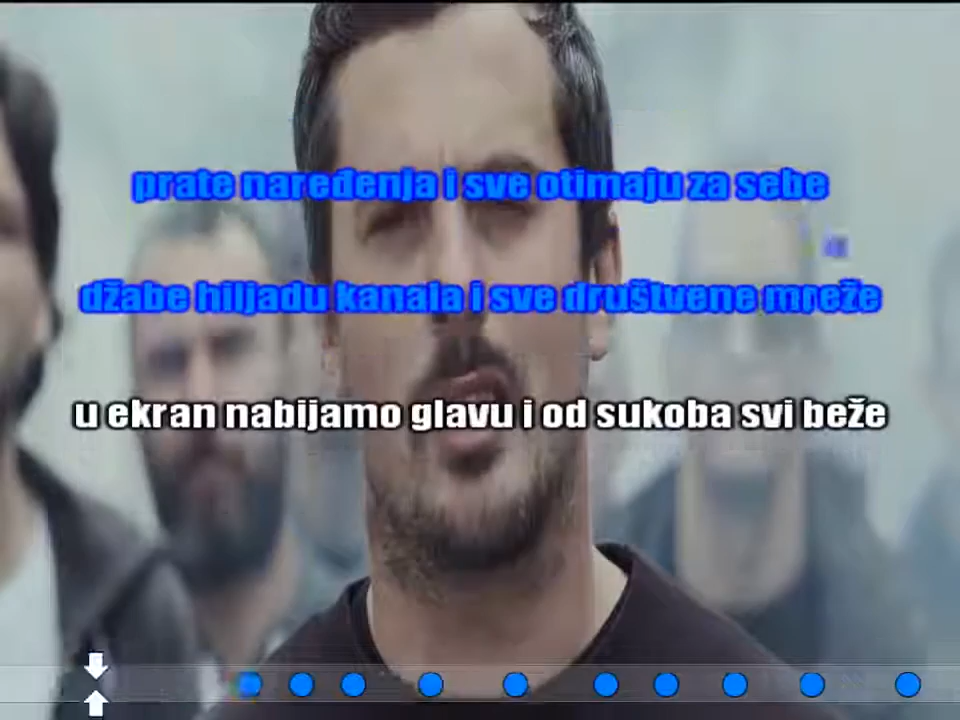 prate naređenja i sve otimaju za sebe
džabe hiljadu kanala i sve društvene mreže
u ekran nabijamo glavu i od sukoba svi beže